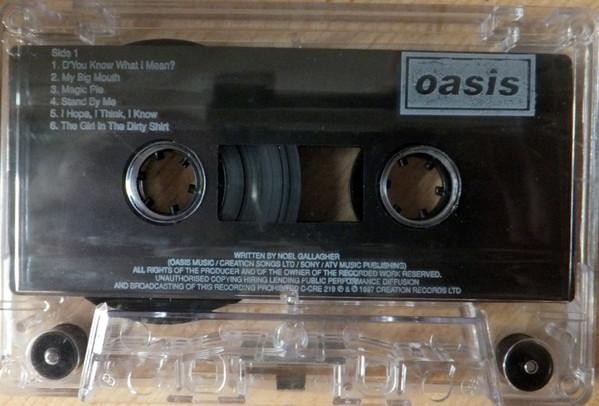 Side 1
1. D'You Know What I Mean?
2. My Big Mouth
3. Magic Pie
4. Stand By Me
5. I Hope, I Think, I Know
6. The Girl In The Dirty Shirt
oasis
WRITTEN BY NOEL GALLAGHER
(OASIS MUSIC / CREATION SONGS LTD / SONY / ATV MUSIC PUBLISHING)
ALL RIGHTS OF THE PRODUCER AND OF THE OWNER OF THE RECORDED WORK RESERVED.
UNAUTHORISED COPYING HIRING LENDING PUBLIC PERFORMANCE DIFFUSION
AND BROADCASTING OF THIS RECORDING PROHIBITED C-CRE 219 ℗ & © 1997 CREATION RECORDS LTD